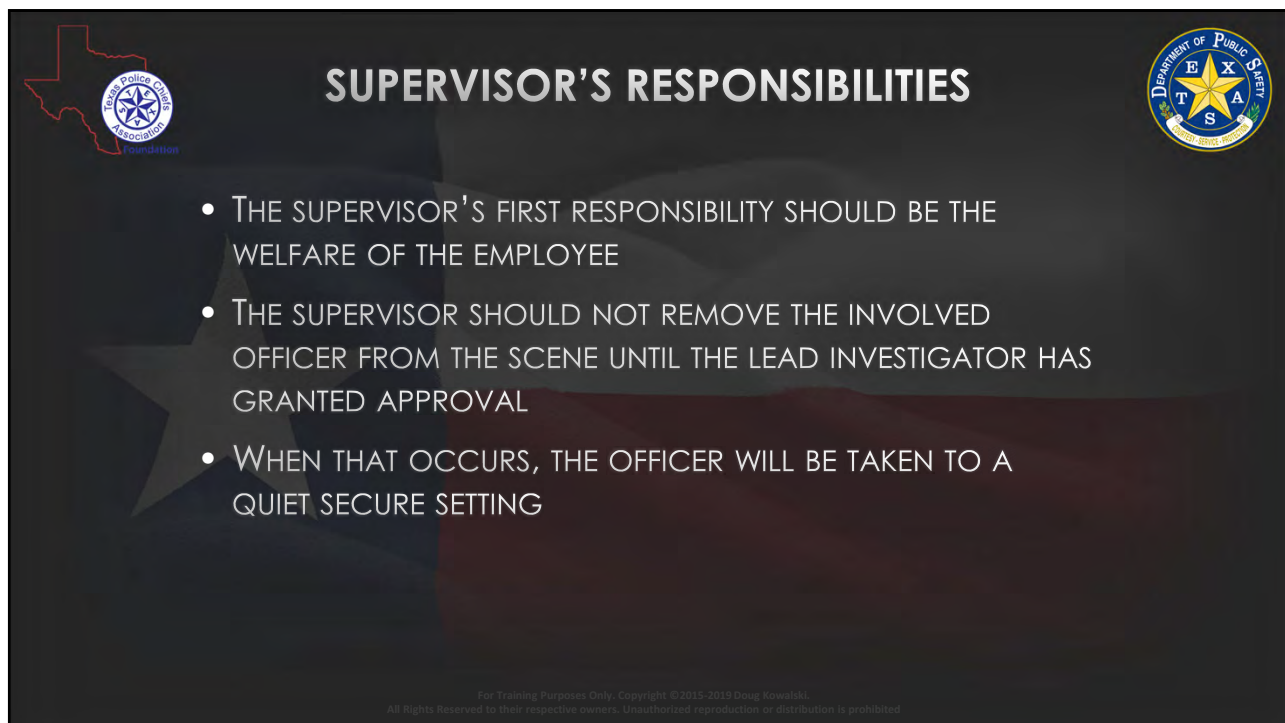 Texas Police Chiefs
Association
Foundation
SUPERVISOR'S RESPONSIBILITIES
DEPARTMENT OF PUBLIC SAFETY
TEXAS
COURTESY • SERVICE • PROTECTION
• THE SUPERVISOR'S FIRST RESPONSIBILITY SHOULD BE THE
WELFARE OF THE EMPLOYEE
• THE SUPERVISOR SHOULD NOT REMOVE THE INVOLVED
OFFICER FROM THE SCENE UNTIL THE LEAD INVESTIGATOR HAS
GRANTED APPROVAL
• WHEN THAT OCCURS, THE OFFICER WILL BE TAKEN TO A
QUIET SECURE SETTING
For Training Purposes Only. Copyright ©2015-2019 Doug Kowalski.
All Rights Reserved to their respective owners. Unauthorized reproduction or distribution is prohibited